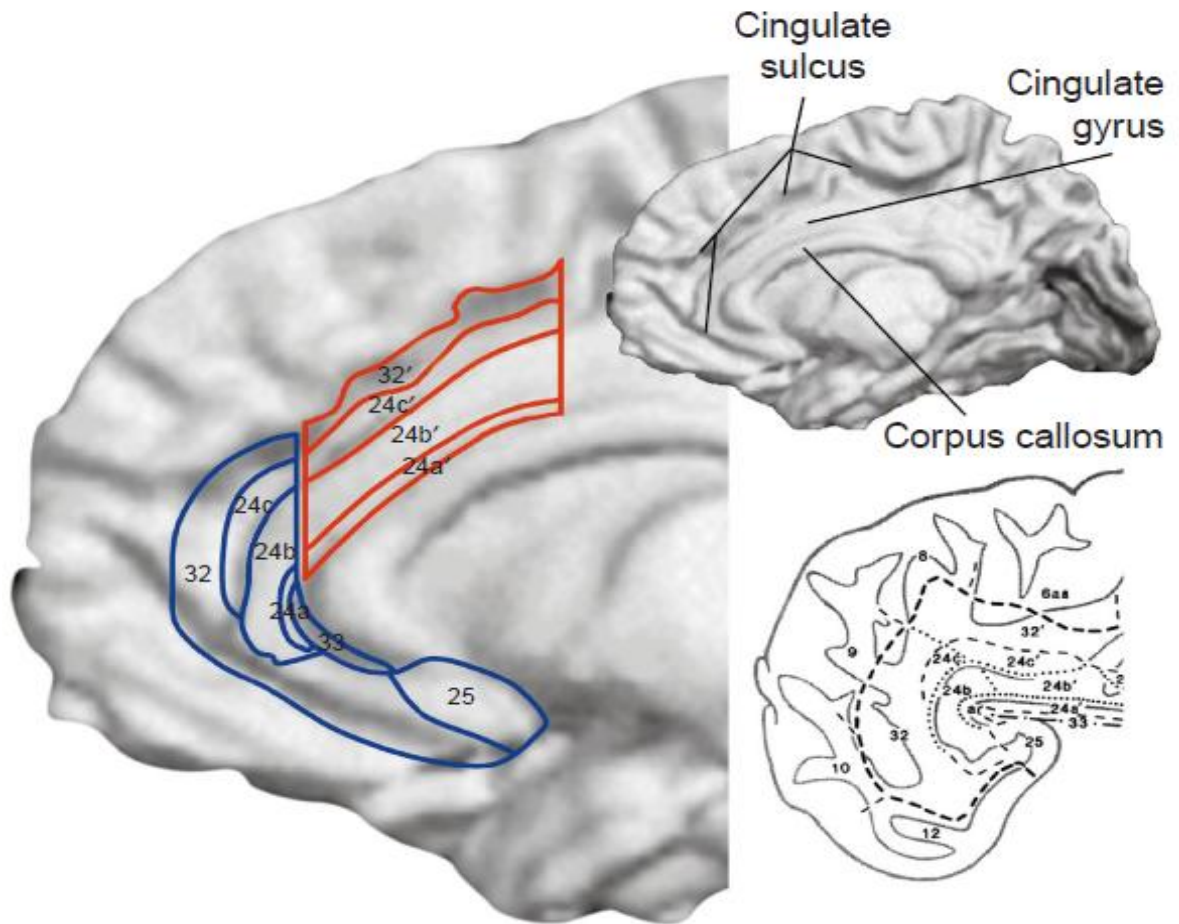 Cingulate
sulcus
Cingulate
gyrus
Corpus callosum
32′
24c′
24b′
24a′
24c
24b
32
24a
33
25
8
6aa
32′
9
24c
24c′
24b
24b′
a
24a
33
32
25
10
12